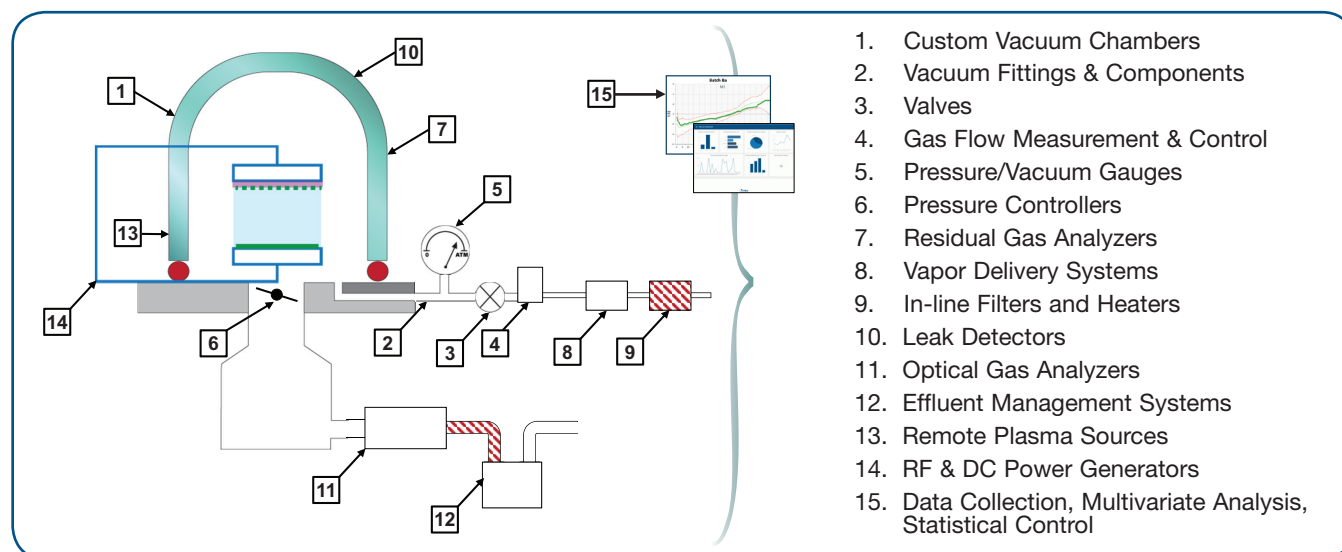 1
10
7
13
14
6
5
0
ATM
2
3
4
8
9
11
12
15
Batch 8a
1. Custom Vacuum Chambers
2. Vacuum Fittings & Components
3. Valves
4. Gas Flow Measurement & Control
5. Pressure/Vacuum Gauges
6. Pressure Controllers
7. Residual Gas Analyzers
8. Vapor Delivery Systems
9. In-line Filters and Heaters
10. Leak Detectors
11. Optical Gas Analyzers
12. Effluent Management Systems
13. Remote Plasma Sources
14. RF & DC Power Generators
15. Data Collection, Multivariate Analysis,
Statistical Control